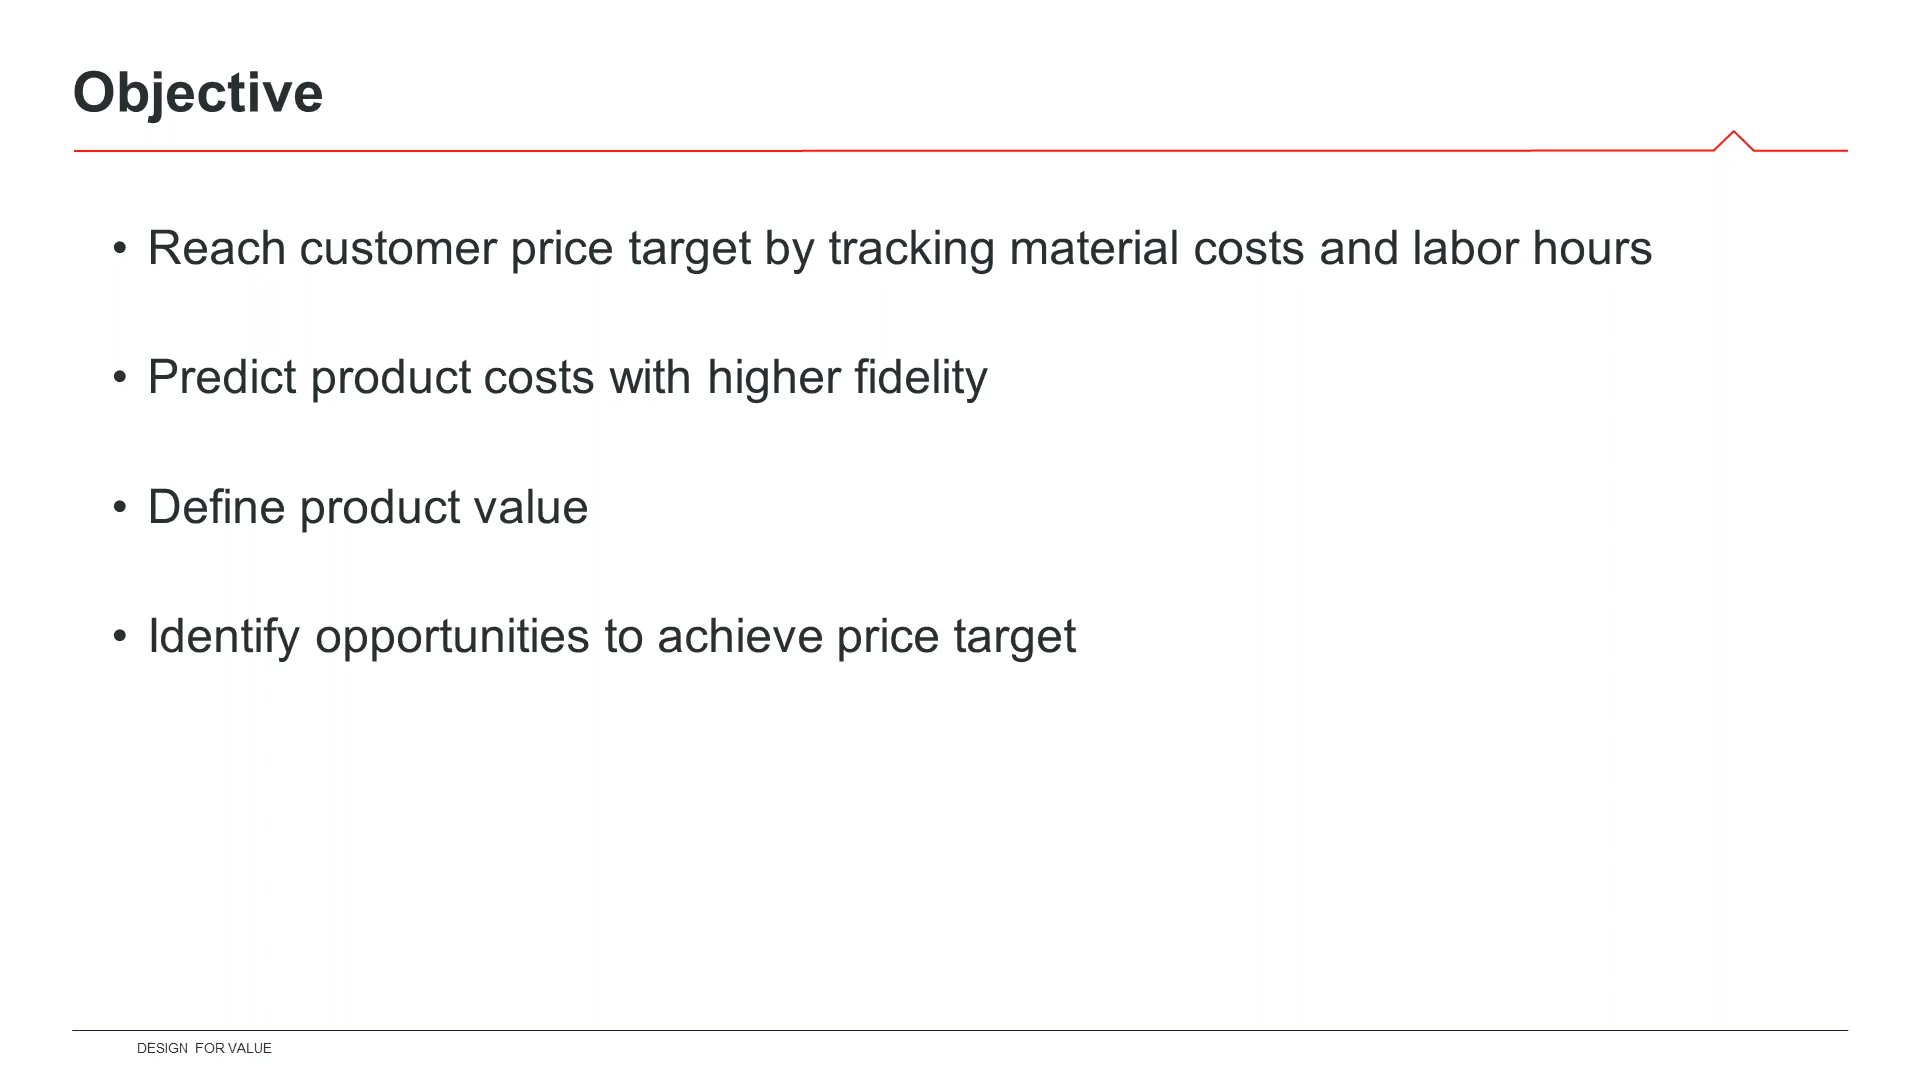 Objective
• Reach customer price target by tracking material costs and labor hours
• Predict product costs with higher fidelity
• Define product value
• Identify opportunities to achieve price target
DESIGN FOR VALUE